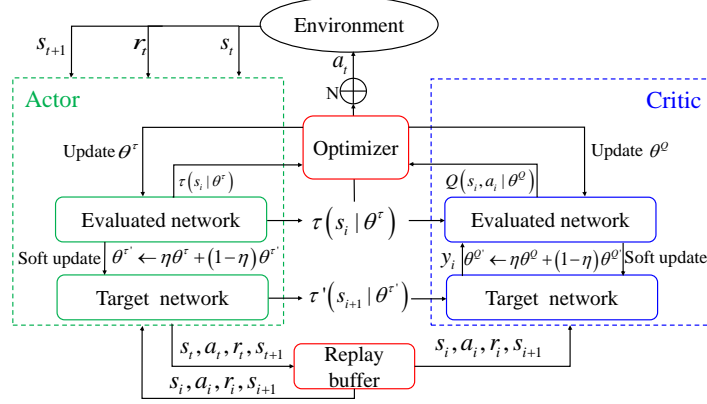 Environment
s_{t+1} r_t s_t
a_t
N
Actor
Critic
Optimizer
Update θ^τ
Update θ^Q
τ(s_i | θ^τ)
Q(s_i, a_i | θ^Q)
Evaluated network
τ(s_i | θ^τ)
Evaluated network
Soft update θ^{τ'} ← ηθ^τ + (1−η)θ^{τ'}
y_i θ^{Q'} ← ηθ^Q + (1−η)θ^{Q'} Soft update
Target network
τ'(s_{i+1} | θ^{τ'})
Target network
s_t, a_t, r_t, s_{t+1}
Replay
buffer
s_i, a_i, r_i, s_{i+1}
s_i, a_i, r_i, s_{i+1}